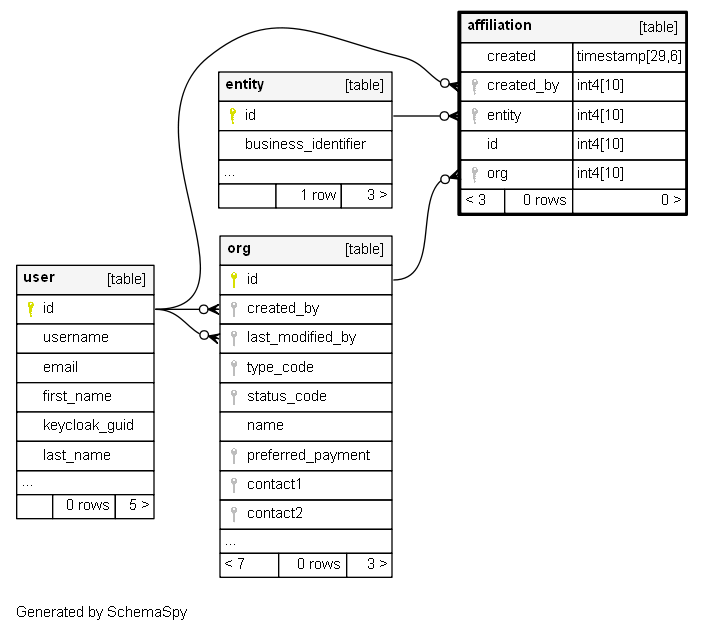 affiliation [table]
created timestamp[29,6]
created_by int4[10]
entity int4[10]
id int4[10]
org int4[10]
< 3 0 rows 0 >
entity [table]
id
business_identifier
...
1 row 3 >
org [table]
id
created_by
last_modified_by
type_code
status_code
name
preferred_payment
contact1
contact2
...
< 7 0 rows 3 >
user [table]
id
username
email
first_name
keycloak_guid
last_name
...
0 rows 5 >
Generated by SchemaSpy